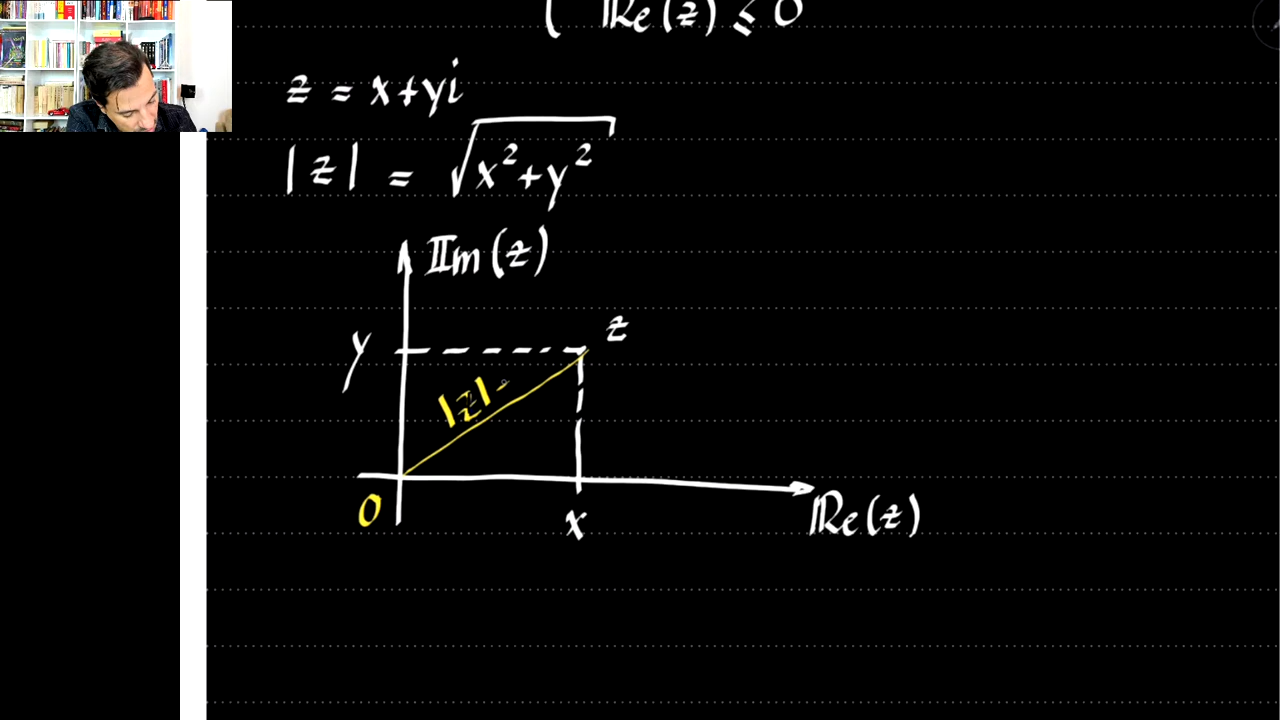 { Re(z) ≤ 0
z = x+yi
|z| = √x²+y²
Im(z)
y
z
|z|-
0
x
Re(z)